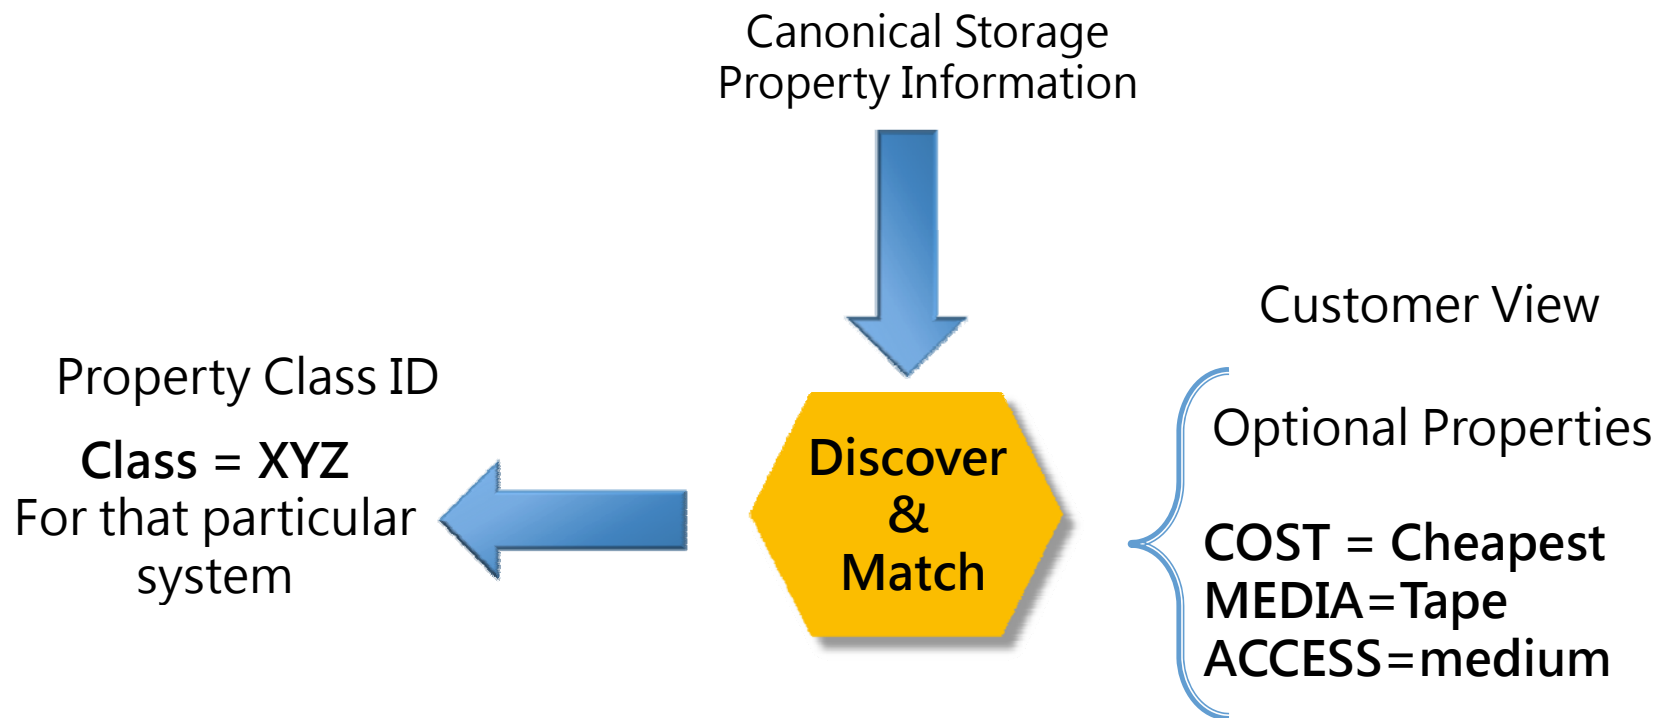 Canonical Storage
Property Information
Customer View
Property Class ID
Class = XYZ
For that particular
system
Discover
&
Match
Optional Properties
COST = Cheapest
MEDIA=Tape
ACCESS=medium